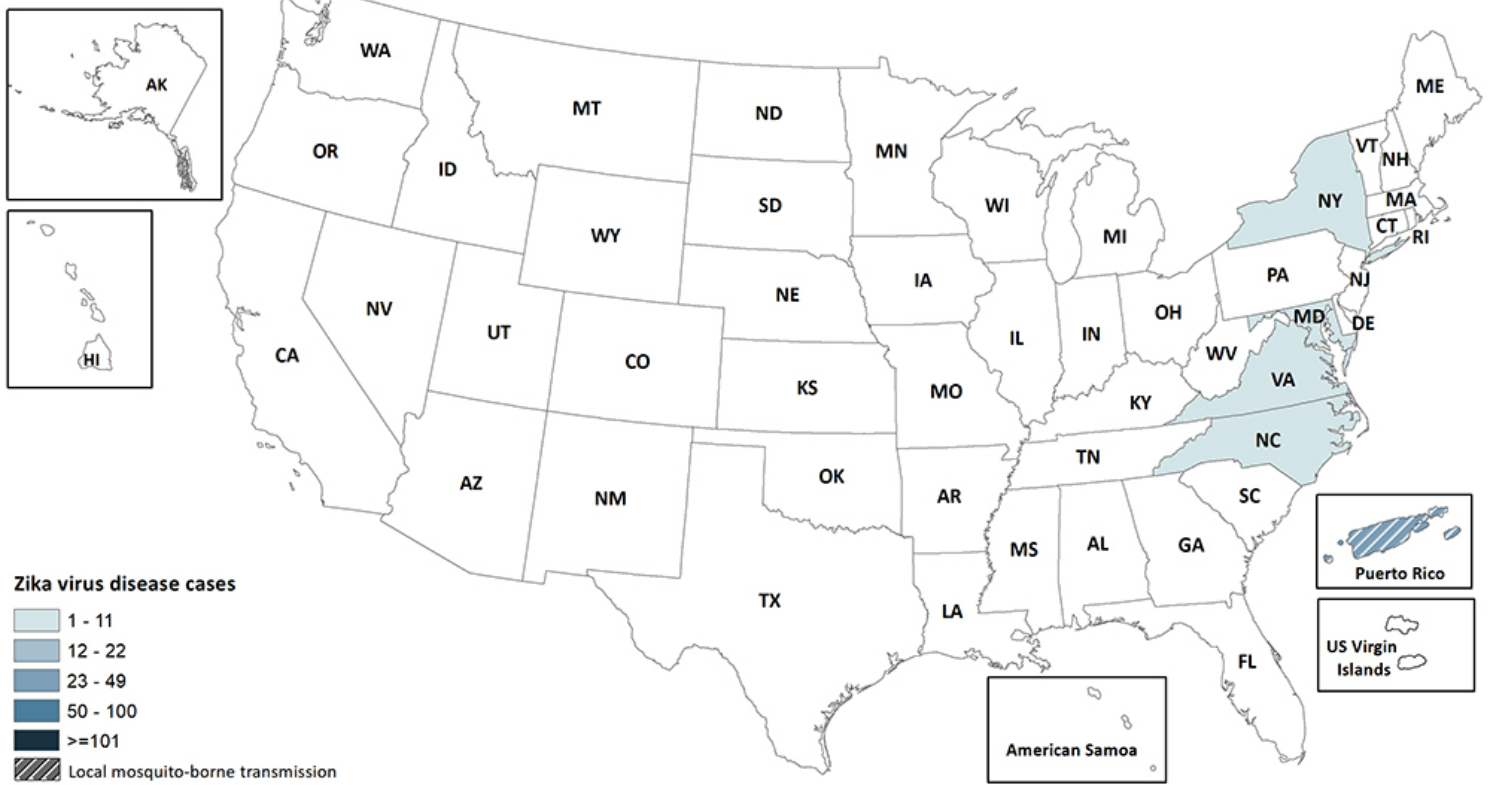 WA
AK
MT
ND
ME
OR
ID
MN
VT
NH
SD
WI
NY
MA
CT
RI
WY
MI
IA
PA
NJ
NE
NV
OH
MD
DE
UT
IL
IN
CA
HI
CO
WV
VA
KS
MO
KY
NC
TN
AZ
OK
NM
AR
SC
MS
AL
GA
Puerto Rico
TX
LA
FL
US Virgin
Islands
American Samoa
Zika virus disease cases
1 - 11
12 - 22
23 - 49
50 - 100
>=101
Local mosquito-borne transmission